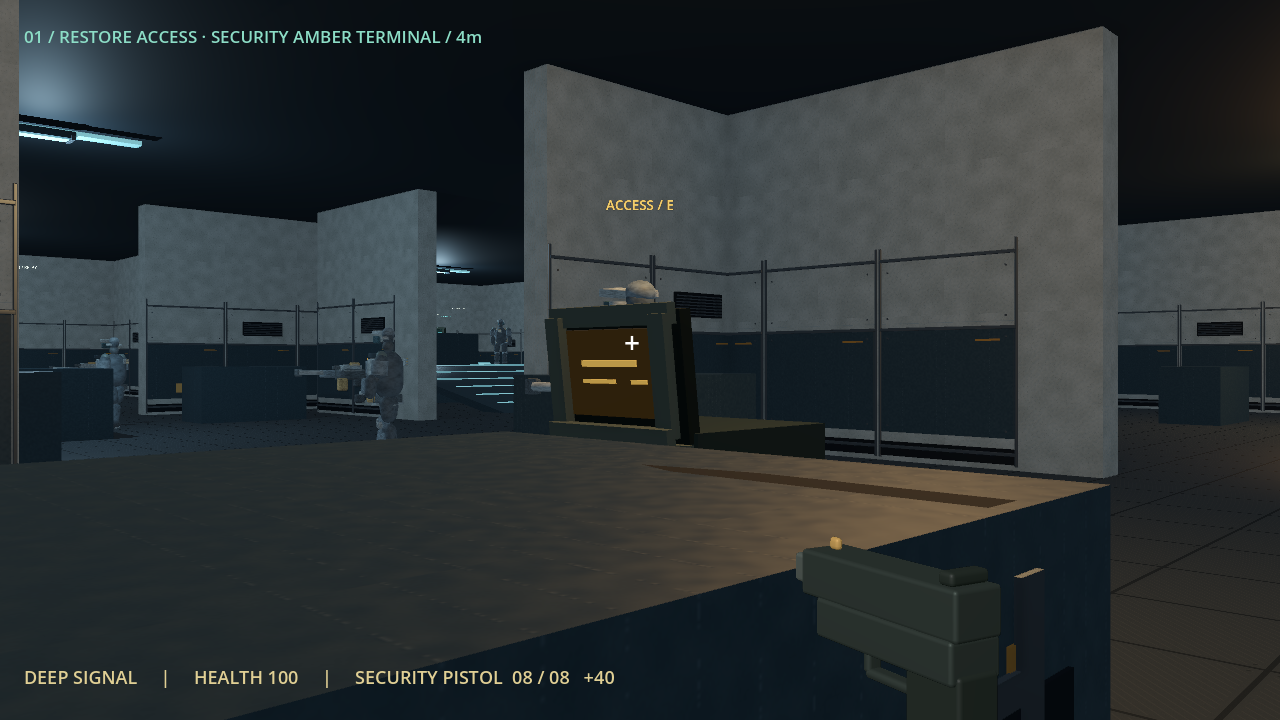 01 / RESTORE ACCESS · SECURITY AMBER TERMINAL / 4m
ACCESS / E
DEEP SIGNAL | HEALTH 100 | SECURITY PISTOL 08 / 08 +40